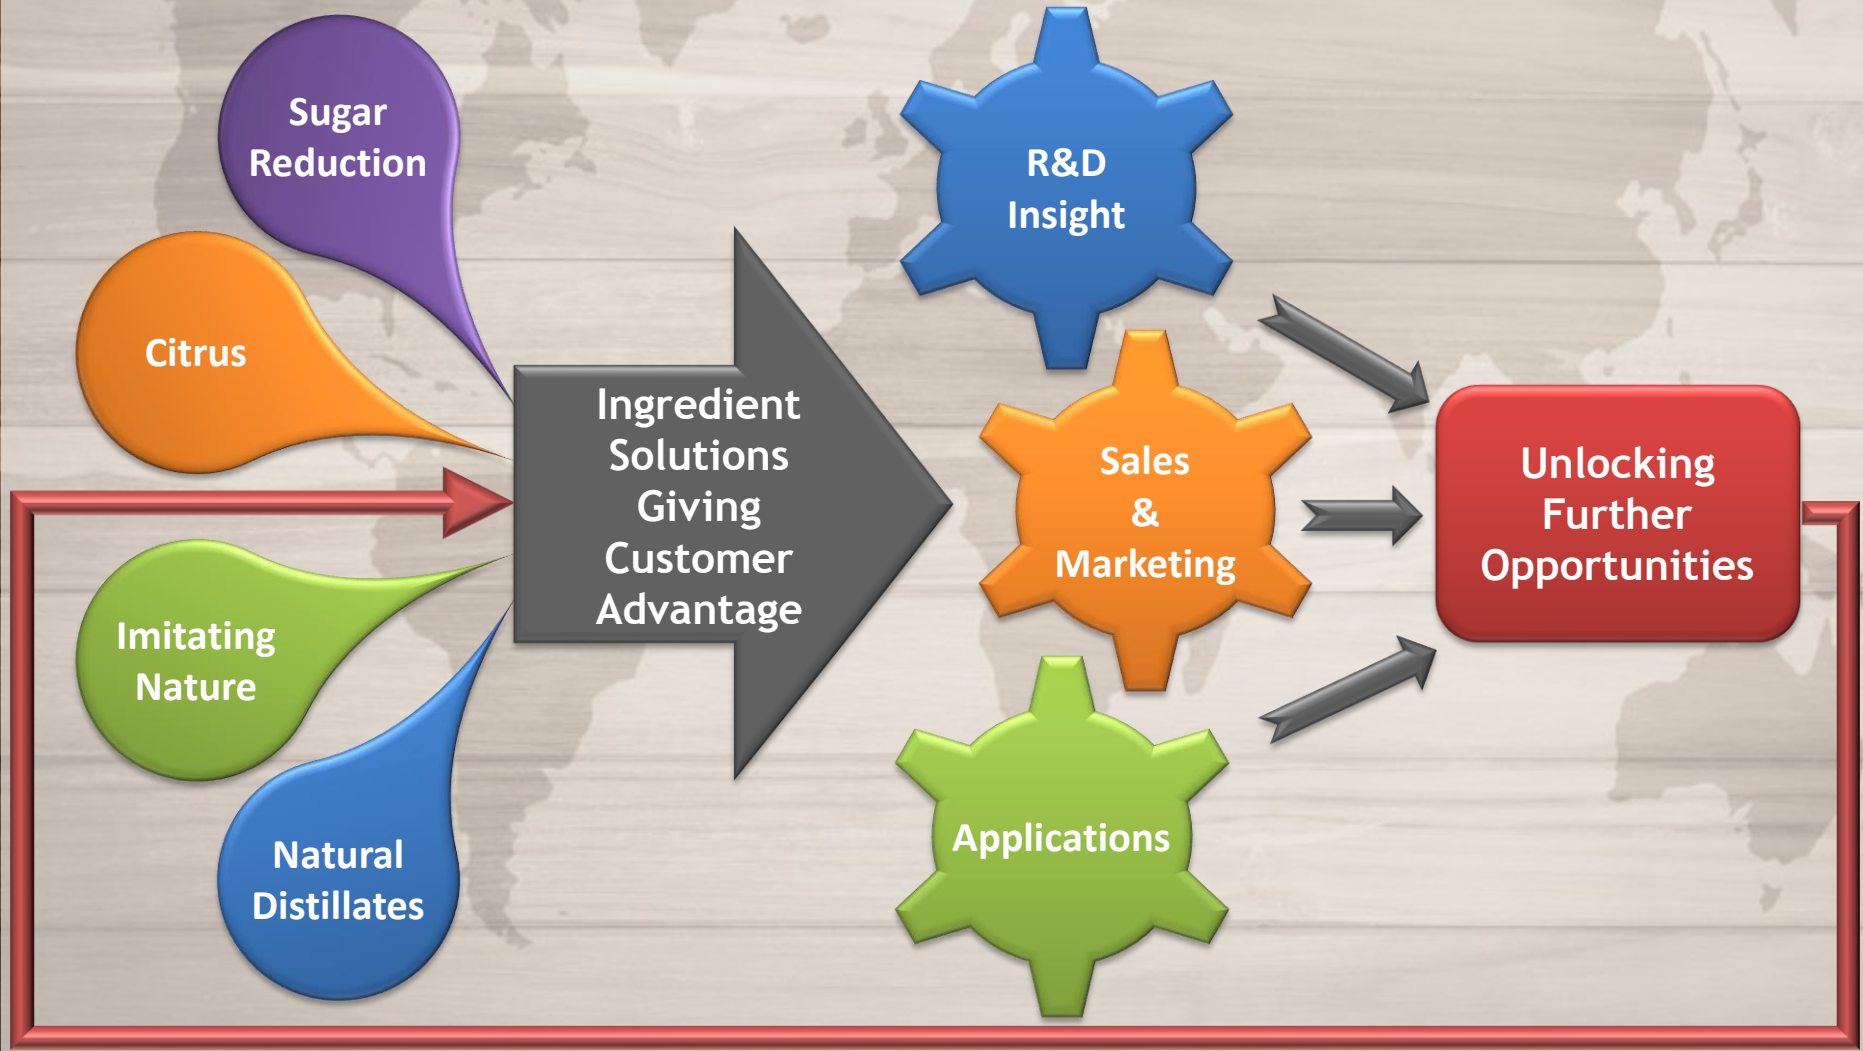 Sugar
Reduction
Citrus
Imitating
Nature
Natural
Distillates
Ingredient
Solutions
Giving
Customer
Advantage
R&D
Insight
Sales
&
Marketing
Applications
Unlocking
Further
Opportunities